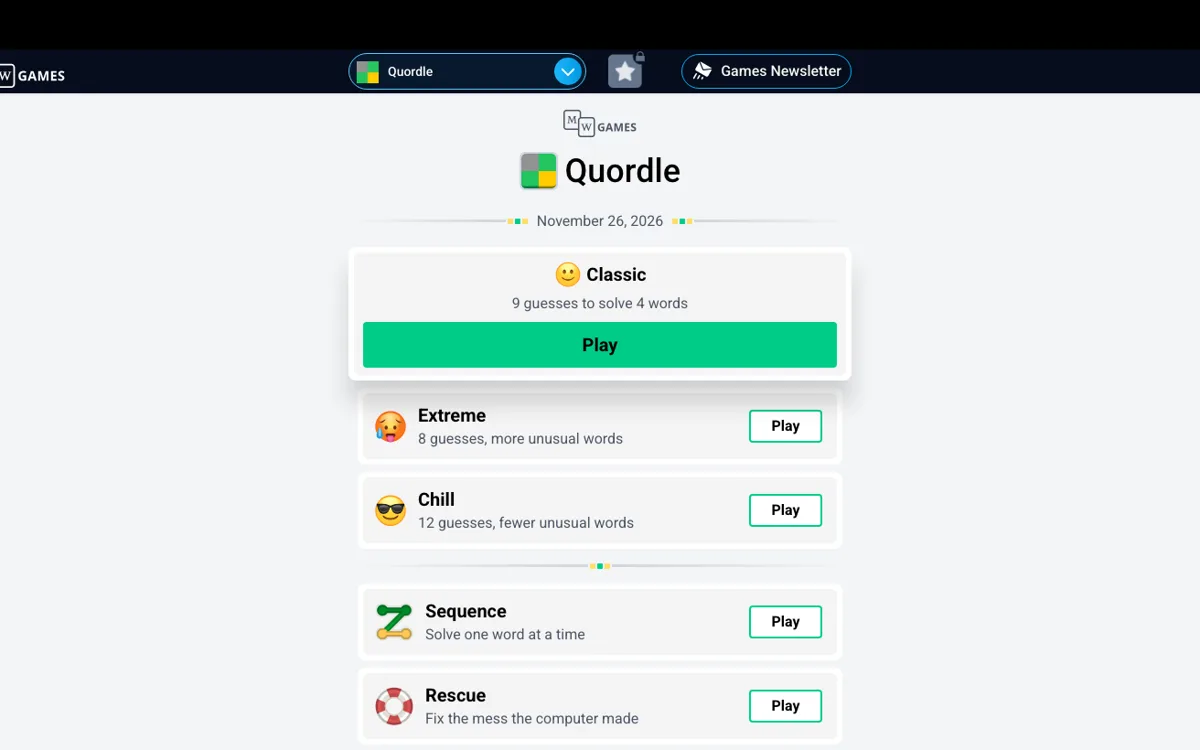 W GAMES
Quordle
Games Newsletter
M W GAMES
Quordle
November 26, 2026
Classic
9 guesses to solve 4 words
Play
Extreme
8 guesses, more unusual words
Play
Chill
12 guesses, fewer unusual words
Play
Sequence
Solve one word at a time
Play
Rescue
Fix the mess the computer made
Play